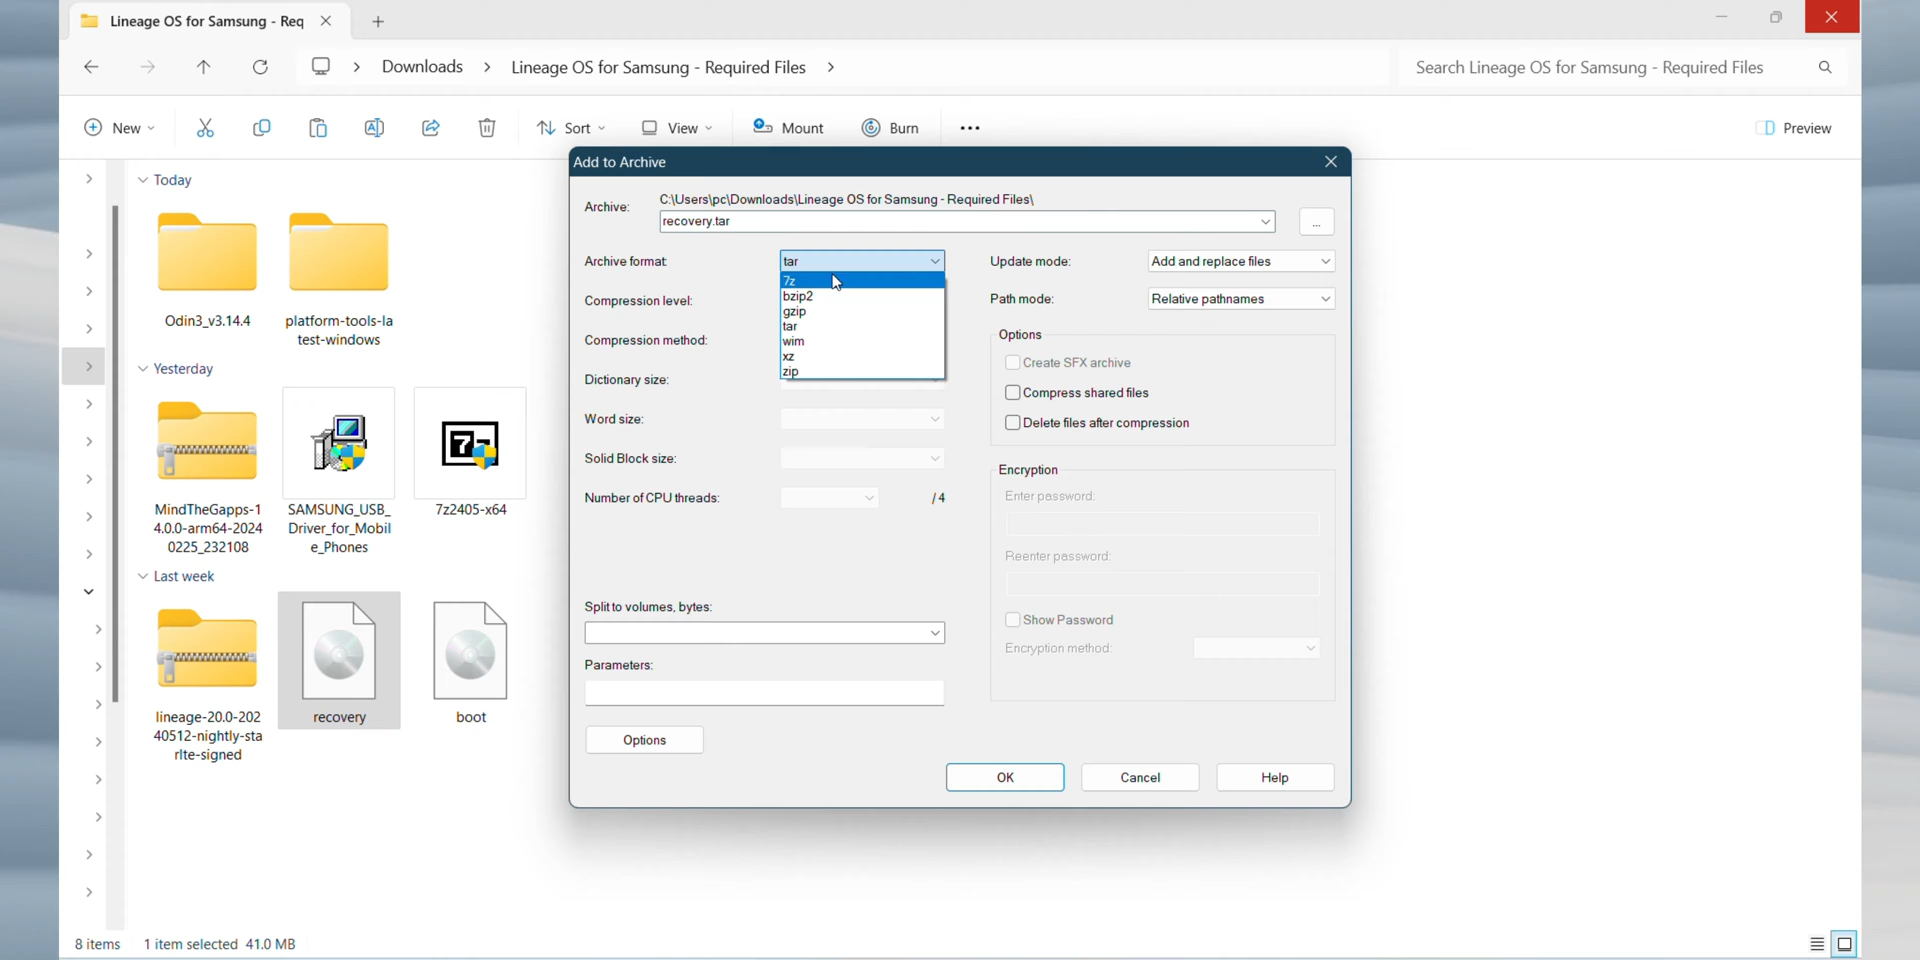 Lineage OS for Samsung - Req
Downloads
Lineage OS for Samsung - Required Files
Search Lineage OS for Samsung - Required Files
New
Sort
View
Mount
Burn
Preview
Today
Odin3_v3.14.4
platform-tools-la
test-windows
Yesterday
MindTheGapps-1
4.0.0-arm64-2024
0225_232108
SAMSUNG_USB_
Driver_for_Mobil
e_Phones
7z2405-x64
Last week
lineage-20.0-202
40512-nightly-sta
rlte-signed
recovery
boot
8 items
1 item selected 41.0 MB
Add to Archive
Archive:
C:\Users\pc\Downloads\Lineage OS for Samsung - Required Files\
recovery.tar
...
Archive format:
tar
7z
bzip2
gzip
tar
wim
xz
zip
Compression level:
Compression method:
Dictionary size:
Word size:
Solid Block size:
Number of CPU threads:
/ 4
Split to volumes, bytes:
Parameters:
Options
Update mode:
Add and replace files
Path mode:
Relative pathnames
Options
Create SFX archive
Compress shared files
Delete files after compression
Encryption
Enter password:
Reenter password:
Show Password
Encryption method:
OK
Cancel
Help